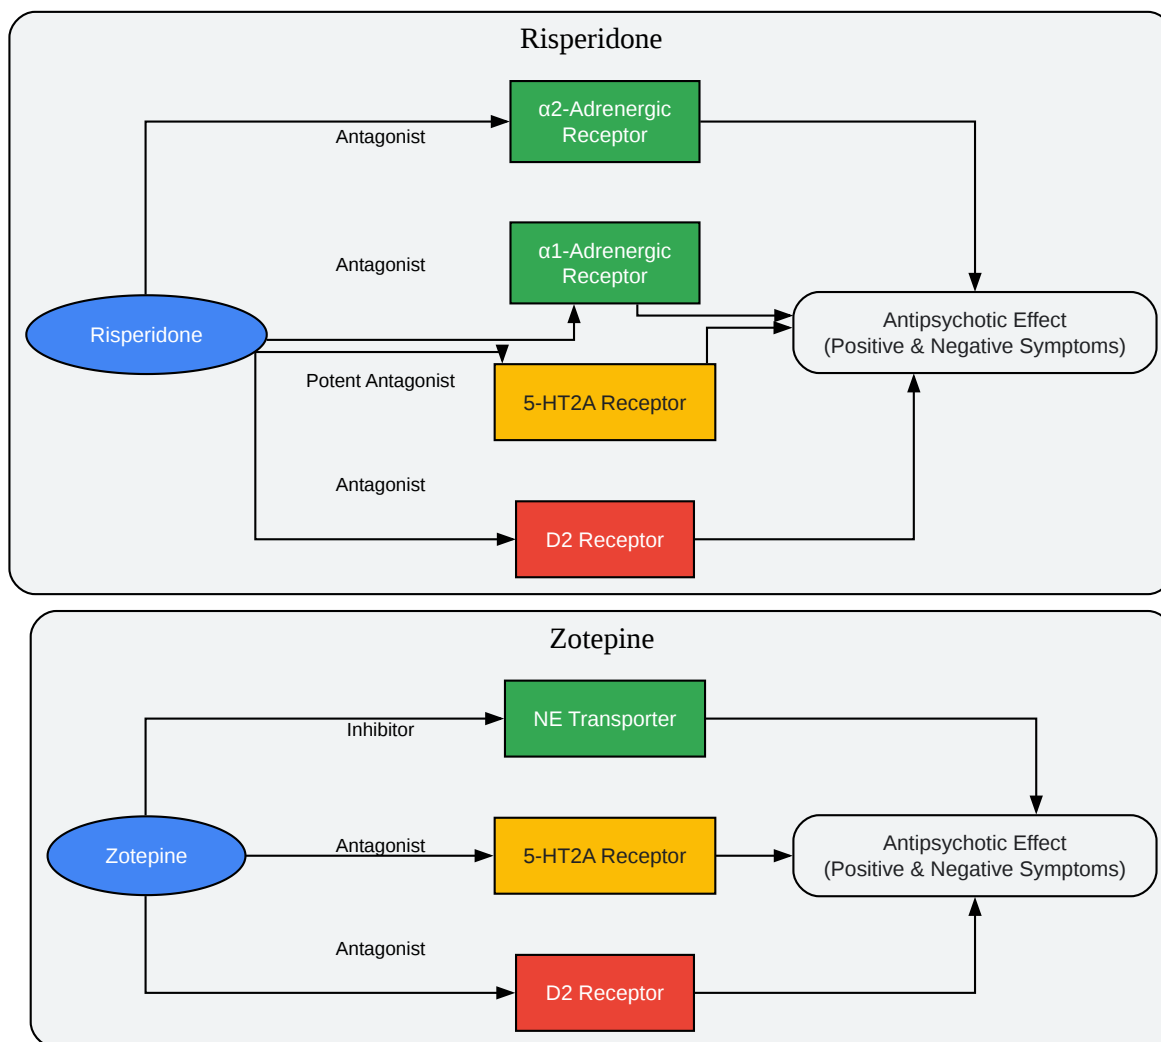 Risperidone
α2-Adrenergic
Receptor
Antagonist
α1-Adrenergic
Receptor
Antagonist
Risperidone
Antipsychotic Effect
(Positive & Negative Symptoms)
Potent Antagonist
5-HT2A Receptor
Antagonist
D2 Receptor
Zotepine
NE Transporter
Inhibitor
Zotepine
Antagonist
5-HT2A Receptor
Antipsychotic Effect
(Positive & Negative Symptoms)
Antagonist
D2 Receptor